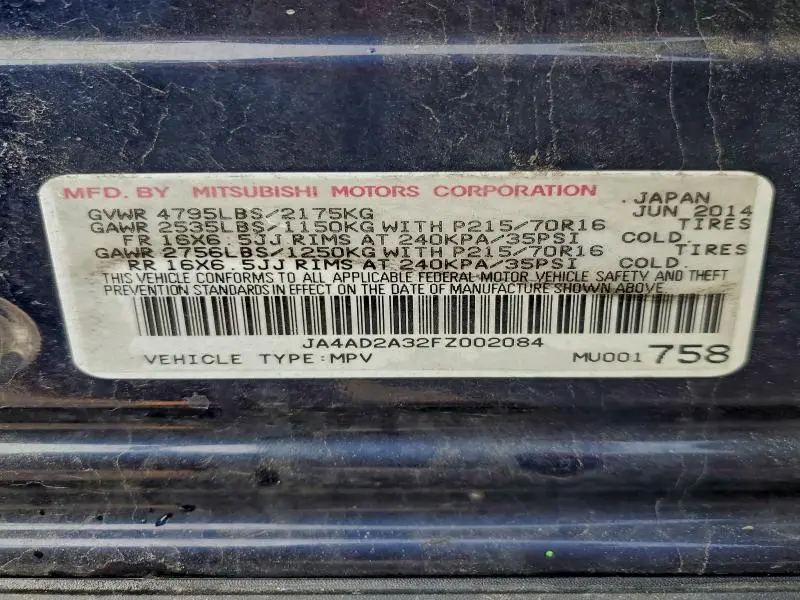 MFD. BY MITSUBISHI MOTORS CORPORATION .JAPAN
GVWR 4795LBS/2175KG JUN 2014
GAWR 2535LBS/1150KG WITH P215/70R16 TIRES
FR 16X6.5JJ RIMS AT 240KPA/35PSI COLD.
GAWR 2756LBS/1250KG WITH P215/70R16 TIRES
RR 16X6.5JJ RIMS AT 240KPA/35PSI COLD.
THIS VEHICLE CONFORMS TO ALL APPLICABLE FEDERAL MOTOR VEHICLE SAFETY AND THEFT
PREVENTION STANDARDS IN EFFECT ON THE DATE OF MANUFACTURE SHOWN ABOVE.
JA4AD2A32FZ002084
VEHICLE TYPE:MPV MU001 758